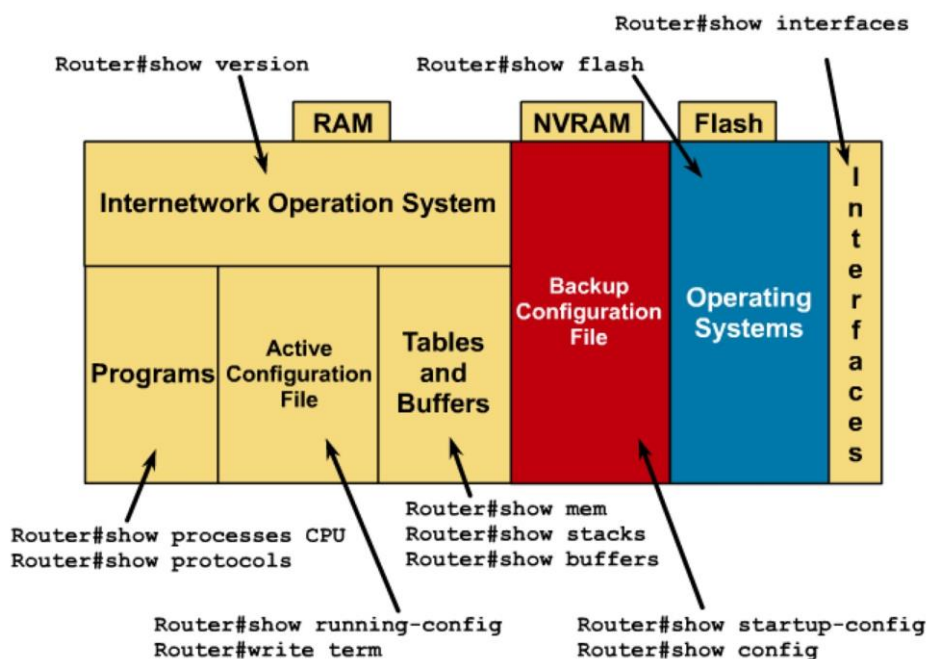 Router#show interfaces
Router#show version
Router#show flash
RAM
NVRAM
Flash
Internetwork Operation System
Programs
Active
Configuration
File
Tables
and
Buffers
Backup
Configuration
File
Operating
Systems
Interfaces
Router#show processes CPU
Router#show protocols
Router#show mem
Router#show stacks
Router#show buffers
Router#show running-config
Router#write term
Router#show startup-config
Router#show config